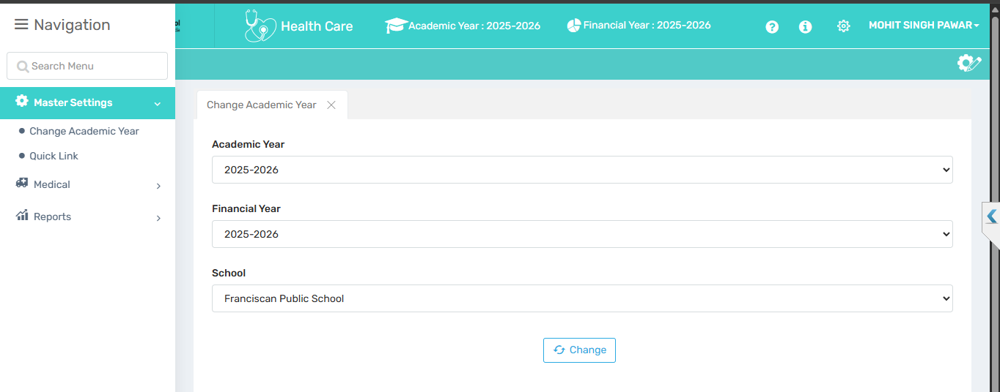 Navigation
Health Care
Academic Year : 2025-2026
Financial Year : 2025-2026
MOHIT SINGH PAWAR
Search Menu
Master Settings
Change Academic Year
Quick Link
Medical
Reports
Change Academic Year
Academic Year
2025-2026
Financial Year
2025-2026
School
Franciscan Public School
Change